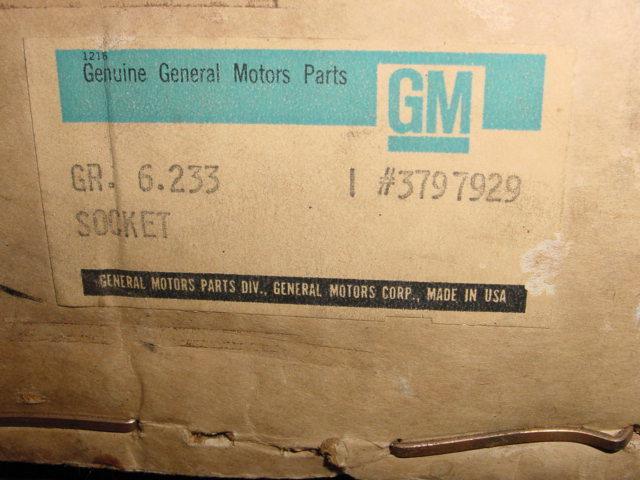 1216
Genuine General Motors Parts
GM
GR. 6.233 1 #3797929
SOCKET
GENERAL MOTORS PARTS DIV., GENERAL MOTORS CORP., MADE IN USA